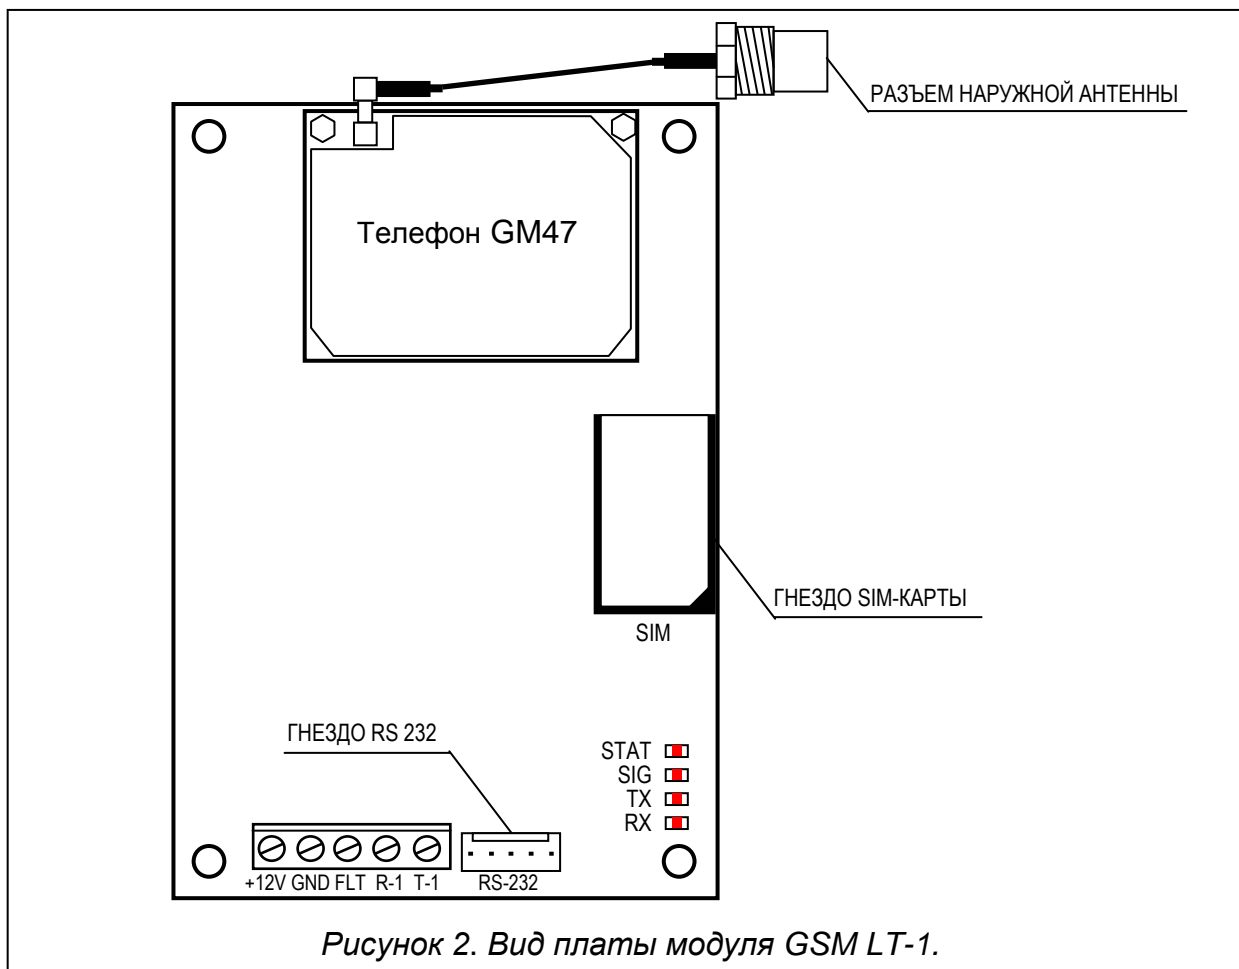 РАЗЪЕМ НАРУЖНОЙ АНТЕННЫ
Телефон GM47
ГНЕЗДО SIM-КАРТЫ
SIM
ГНЕЗДО RS 232
STAT
SIG
TX
RX
+12V GND FLT R-1 T-1
RS-232
Рисунок 2. Вид платы модуля GSM LT-1.